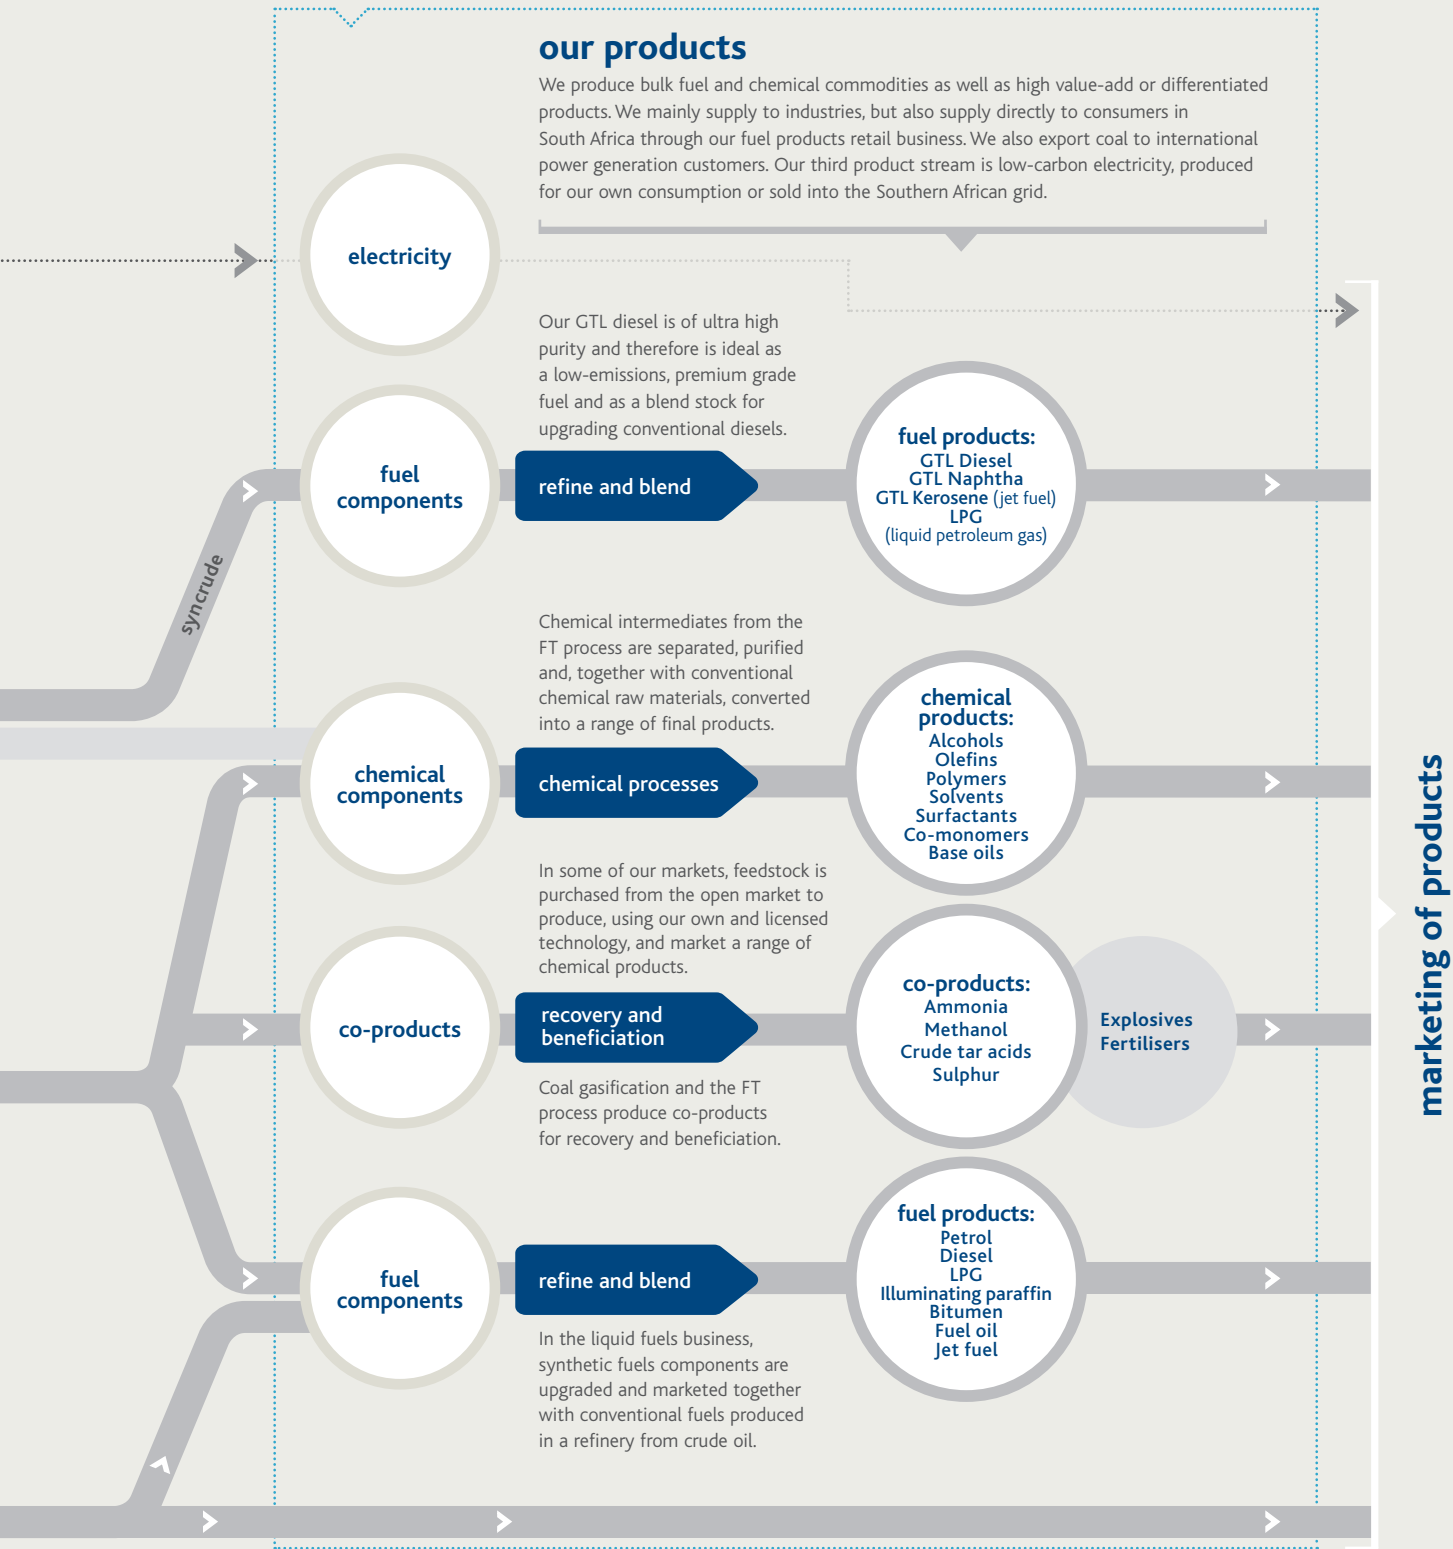 our products
We produce bulk fuel and chemical commodities as well as high value-add or differentiated
products. We mainly supply to industries, but also supply directly to consumers in
South Africa through our fuel products retail business. We also export coal to international
power generation customers. Our third product stream is low-carbon electricity, produced
for our own consumption or sold into the Southern African grid.
electricity
Our GTL diesel is of ultra high
purity and therefore is ideal as
a low-emissions, premium grade
fuel and as a blend stock for
upgrading conventional diesels.
syncrude
fuel
components
refine and blend
fuel products:
GTL Diesel
GTL Naphtha
GTL Kerosene (jet fuel)
LPG
(liquid petroleum gas)
Chemical intermediates from the
FT process are separated, purified
and, together with conventional
chemical raw materials, converted
into a range of final products.
chemical
components
chemical processes
chemical
products:
Alcohols
Olefins
Polymers
Solvents
Surfactants
Co-monomers
Base oils
In some of our markets, feedstock is
purchased from the open market to
produce, using our own and licensed
technology, and market a range of
chemical products.
co-products
recovery and
beneficiation
co-products:
Ammonia
Methanol
Crude tar acids
Sulphur
Explosives
Fertilisers
Coal gasification and the FT
process produce co-products
for recovery and beneficiation.
fuel
components
refine and blend
fuel products:
Petrol
Diesel
LPG
Illuminating paraffin
Bitumen
Fuel oil
Jet fuel
In the liquid fuels business,
synthetic fuels components are
upgraded and marketed together
with conventional fuels produced
in a refinery from crude oil.
marketing of products